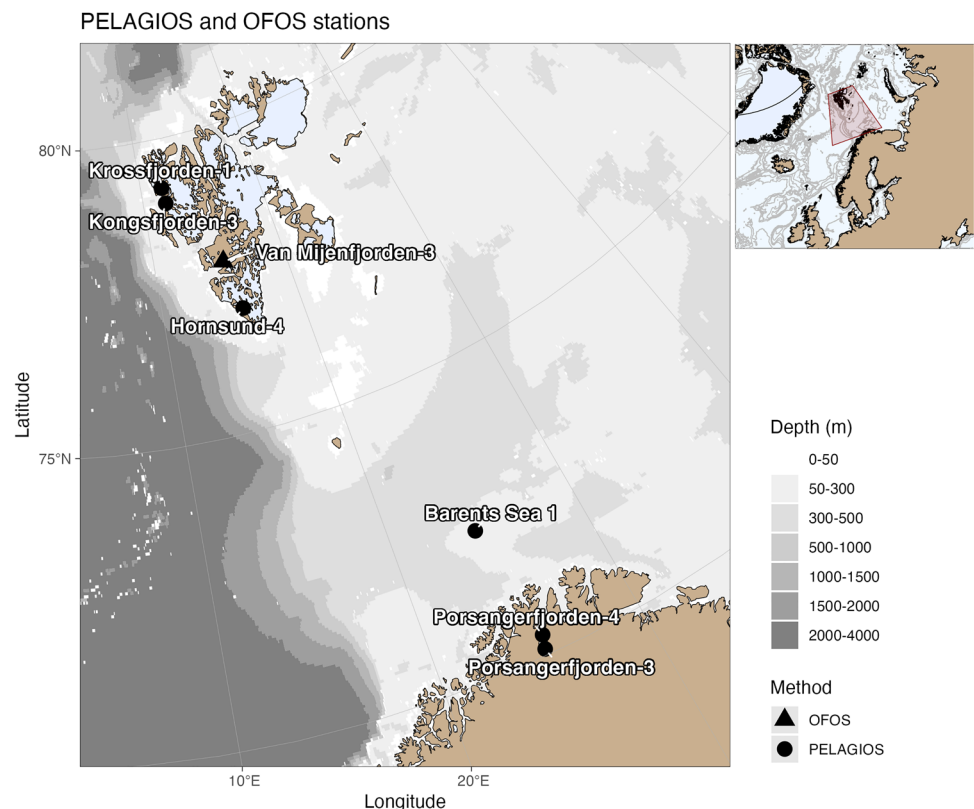 PELAGIOS and OFOS stations
80°N
75°N
Latitude
Krossfjorden-1
Kongsfjorden-3
Van Mijenfjorden-3
Hornsund-4
Barents Sea 1
Porsangerfjorden-4
Porsangerfjorden-3
10°E
20°E
Longitude
Depth (m)
0-50
50-300
300-500
500-1000
1000-1500
1500-2000
2000-4000
Method
OFOS
PELAGIOS